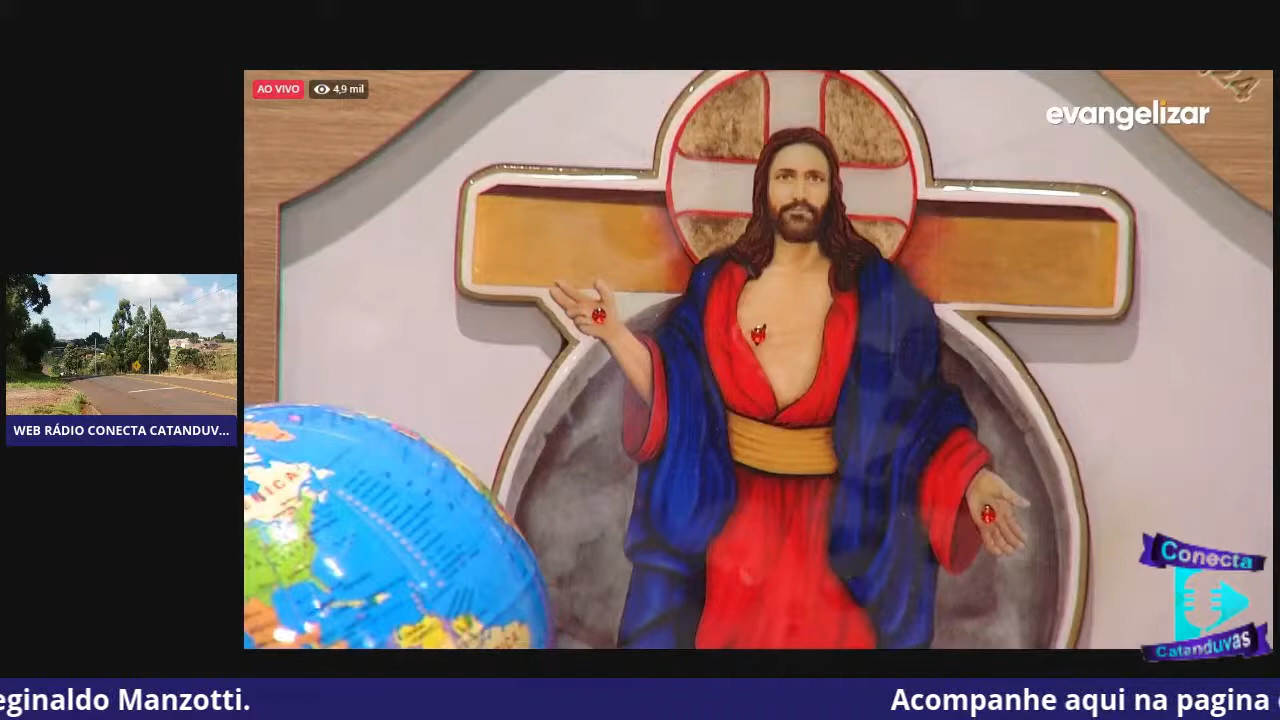 AO VIVO
4,9 mil
evangelizar
WEB RÁDIO CONECTA CATANDUV...
Conecta
Catanduvas
eginaldo Manzotti.
Acompanhe aqui na pagina